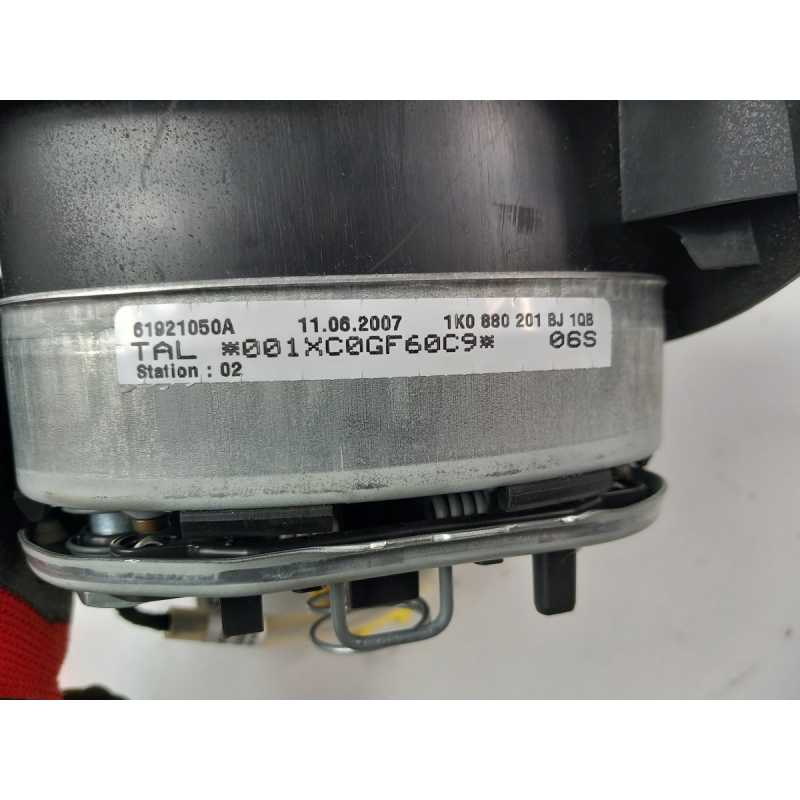 61921050A 11.06.2007 1K0 880 201 BJ 1QB
TAL *001XC0GF60C9* 06S
Station : 02